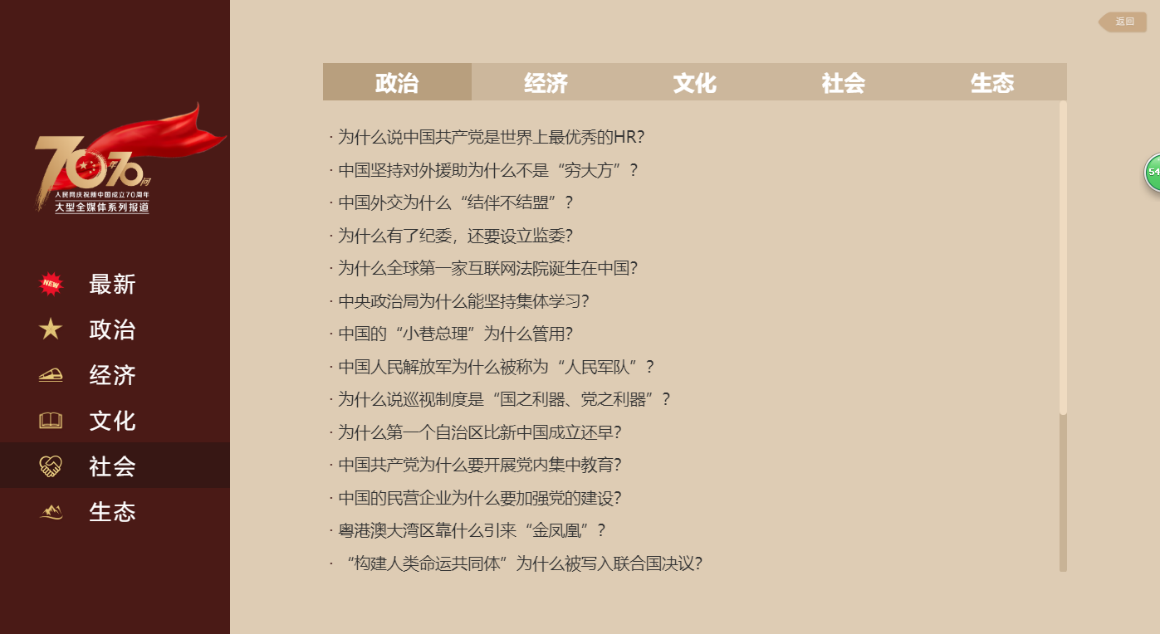 返回
政治 经济 文化 社会 生态
· 为什么说中国共产党是世界上最优秀的HR?
· 中国坚持对外援助为什么不是“穷大方”?
· 中国外交为什么“结伴不结盟”?
· 为什么有了纪委，还要设立监委?
· 为什么全球第一家互联网法院诞生在中国?
· 中央政治局为什么能坚持集体学习?
· 中国的“小巷总理”为什么管用?
· 中国人民解放军为什么被称为“人民军队”?
· 为什么说巡视制度是“国之利器、党之利器”?
· 为什么第一个自治区比新中国成立还早?
· 中国共产党为什么要开展党内集中教育?
· 中国的民营企业为什么要加强党的建设?
· 粤港澳大湾区靠什么引来“金凤凰”?
· “构建人类命运共同体”为什么被写入联合国决议?
7070
人民网庆祝新中国成立70周年
大型全媒体系列报道
NEW 最新
政治
经济
文化
社会
生态
54